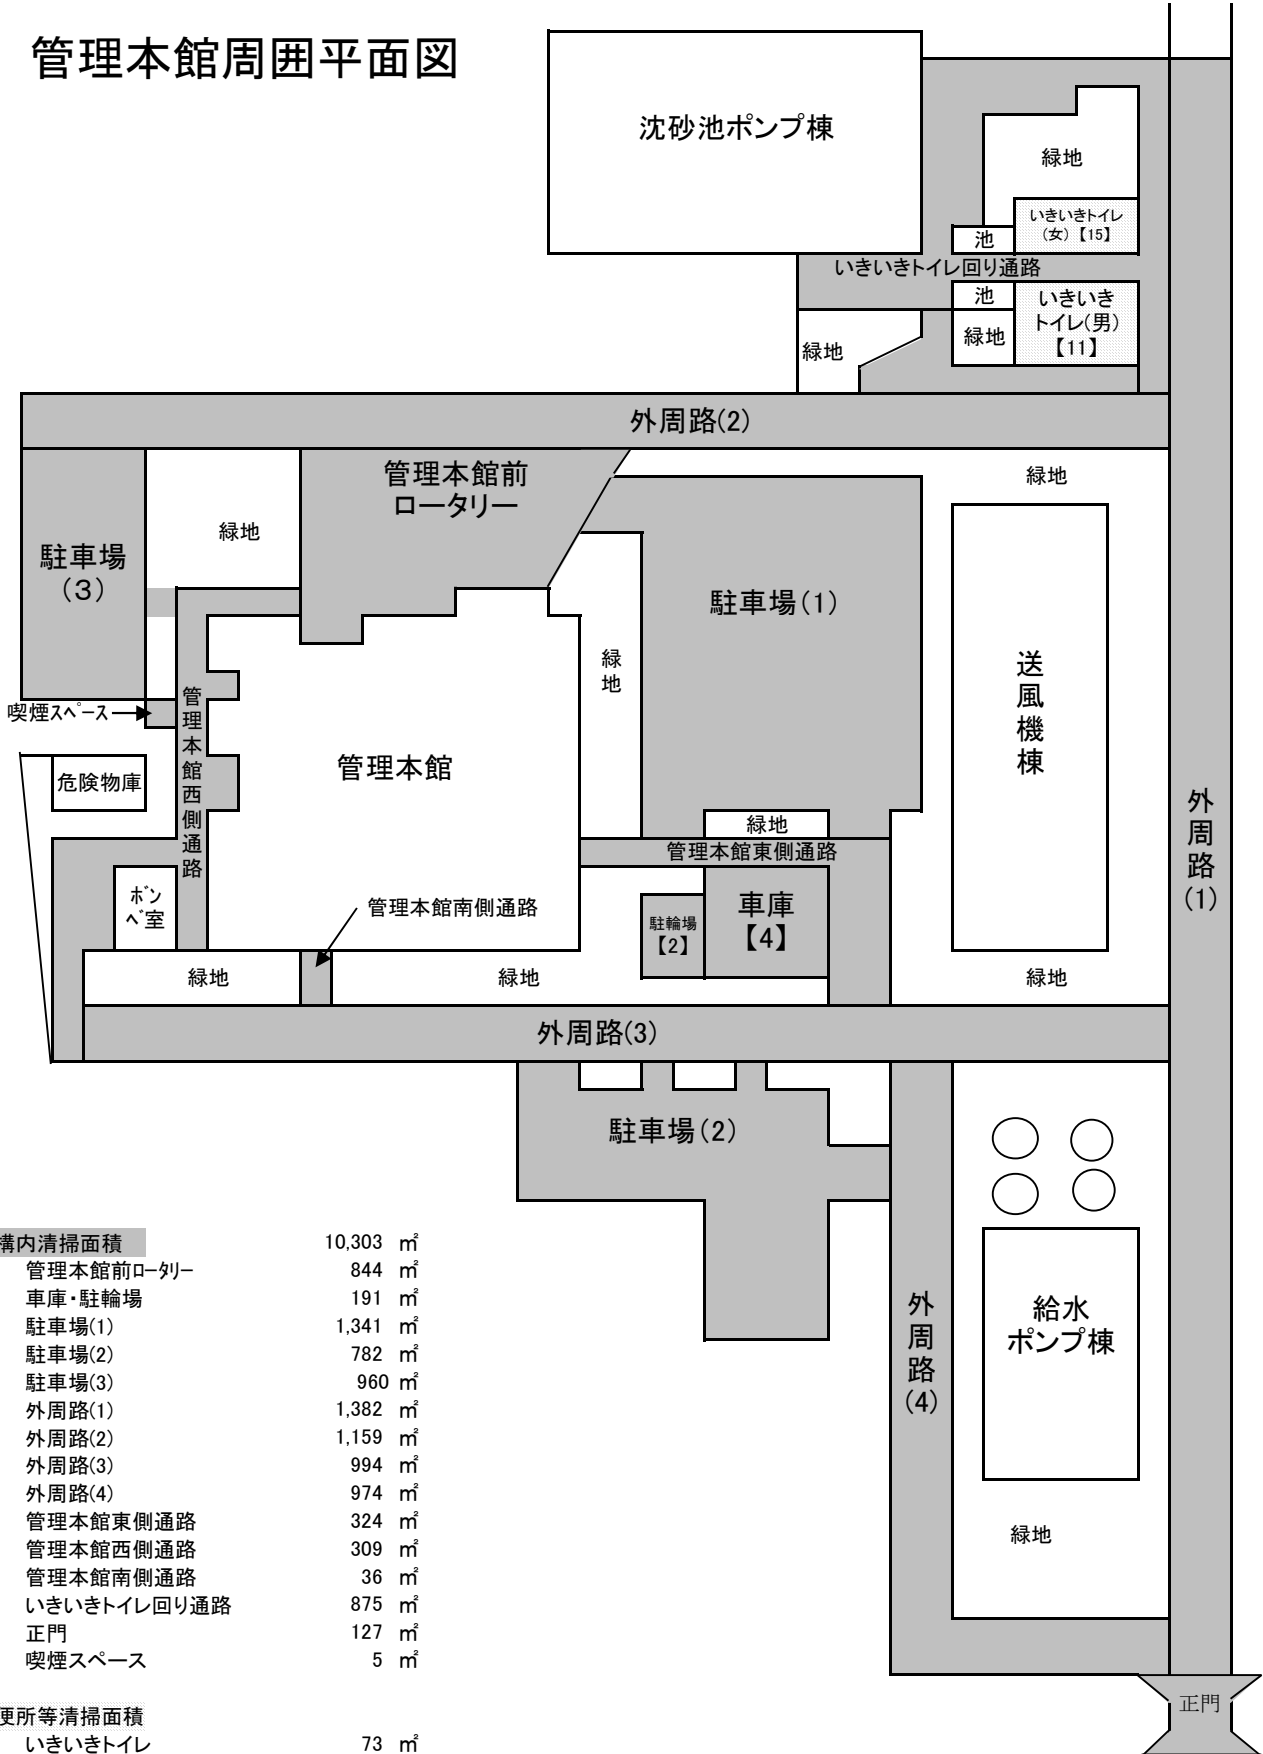 管理本館周囲平面図
沈砂池ポンプ棟
緑地
いきいきトイレ
（女）【15】
池
いきいきトイレ回り通路
池
いきいき
トイレ(男)
【11】
緑地
緑地
外周路(2)
管理本館前
ロータリー
緑地
緑地
駐車場
（３）
駐車場(1)
緑
地
送
風
機
棟
喫煙スペース
管
理
本
館
西
側
通
路
管理本館
危険物庫
外
周
路
(1)
緑地
管理本館東側通路
ボン
ベ室
管理本館南側通路
駐輪場
【2】
車庫
【4】
緑地
緑地
緑地
外周路(3)
駐車場(2)
構内清掃面積 10,303 ㎡
管理本館前ロータリー 844 ㎡
車庫・駐輪場 191 ㎡
駐車場(1) 1,341 ㎡
駐車場(2) 782 ㎡
駐車場(3) 960 ㎡
外周路(1) 1,382 ㎡
外周路(2) 1,159 ㎡
外周路(3) 994 ㎡
外周路(4) 974 ㎡
管理本館東側通路 324 ㎡
管理本館西側通路 309 ㎡
管理本館南側通路 36 ㎡
いきいきトイレ回り通路 875 ㎡
正門 127 ㎡
喫煙スペース 5 ㎡
便所等清掃面積
いきいきトイレ 73 ㎡
外
周
路
(4)
給水
ポンプ棟
緑地
正門